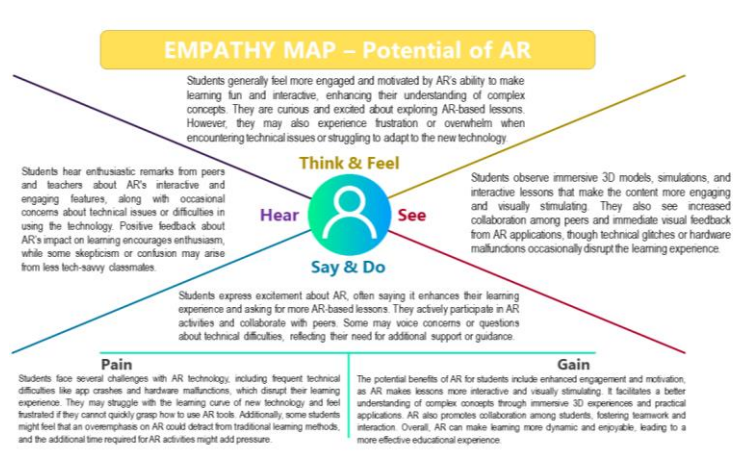 EMPATHY MAP – Potential of AR
Students generally feel more engaged and motivated by AR's ability to make
learning fun and interactive, enhancing their understanding of complex
concepts. They are curious and excited about exploring AR-based lessons.
However, they may also experience frustration or overwhelm when
encountering technical issues or struggling to adapt to the new technology.
Think & Feel
Students hear enthusiastic remarks from peers
and teachers about AR's interactive and
engaging features, along with occasional
concerns about technical issues or difficulties in
using the technology. Positive feedback about
AR's impact on learning encourages enthusiasm,
while some skepticism or confusion may arise
from less tech-savvy classmates.
Hear
See
Students observe immersive 3D models, simulations, and
interactive lessons that make the content more engaging
and visually stimulating. They also see increased
collaboration among peers and immediate visual feedback
from AR applications, though technical glitches or hardware
malfunctions occasionally disrupt the learning experience.
Say & Do
Students express excitement about AR, often saying it enhances their learning
experience and asking for more AR-based lessons. They actively participate in AR
activities and collaborate with peers. Some may voice concerns or questions
about technical difficulties, reflecting their need for additional support or guidance.
Pain
Students face several challenges with AR technology, including frequent technical
difficulties like app crashes and hardware malfunctions, which disrupt their learning
experience. They may struggle with the learning curve of new technology and feel
frustrated if they cannot quickly grasp how to use AR tools. Additionally, some students
might feel that an overemphasis on AR could detract from traditional learning methods,
and the additional time required for AR activities might add pressure.
Gain
The potential benefits of AR for students include enhanced engagement and motivation,
as AR makes lessons more interactive and visually stimulating. It facilitates a better
understanding of complex concepts through immersive 3D experiences and practical
applications. AR also promotes collaboration among students, fostering teamwork and
interaction. Overall, AR can make learning more dynamic and enjoyable, leading to a
more effective educational experience.